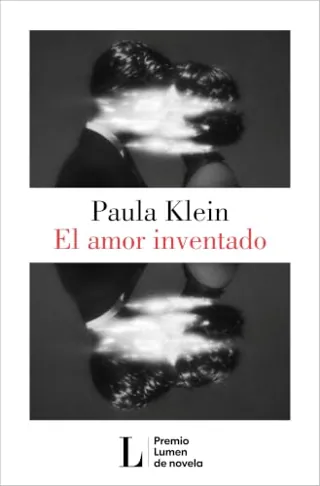 Paula Klein
El amor inventado
L
Premio
Lumen
de novela